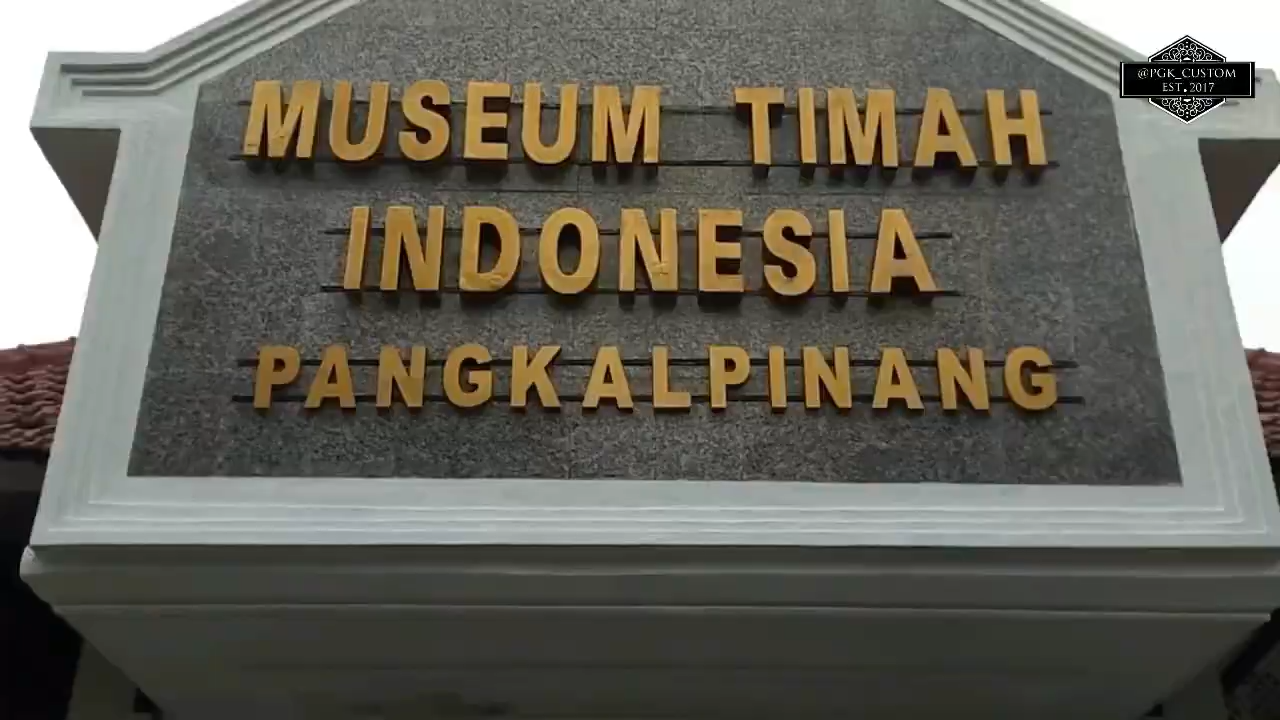 MUSEUM TIMAH
INDONESIA
PANGKALPINANG
@PGK_CUSTOM
EST.2017